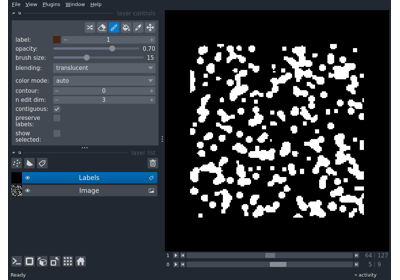 File View Plugins Window Help
layer controls
label: 1
opacity: 0.70
brush size: 15
blending: translucent
color mode: auto
contour: 0
n edit dim: 3
contiguous:
preserve
labels:
show
selected:
layer list
Labels
Image
1 64 127
0 5 9
Ready
activity